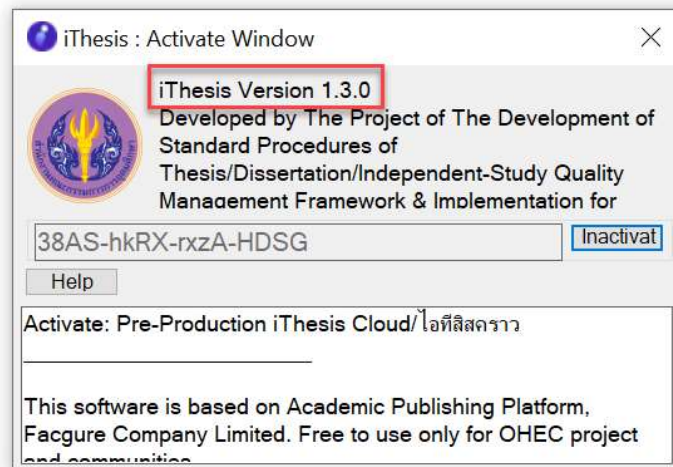 iThesis : Activate Window
iThesis Version 1.3.0
Developed by The Project of The Development of
Standard Procedures of
Thesis/Dissertation/Independent-Study Quality
Management Framework & Implementation for
38AS-hkRX-rxzA-HDSG
Inactivat
Help
Activate: Pre-Production iThesis Cloud/ไอทีสิสคราว
This software is based on Academic Publishing Platform,
Facgure Company Limited. Free to use only for OHEC project
and communities